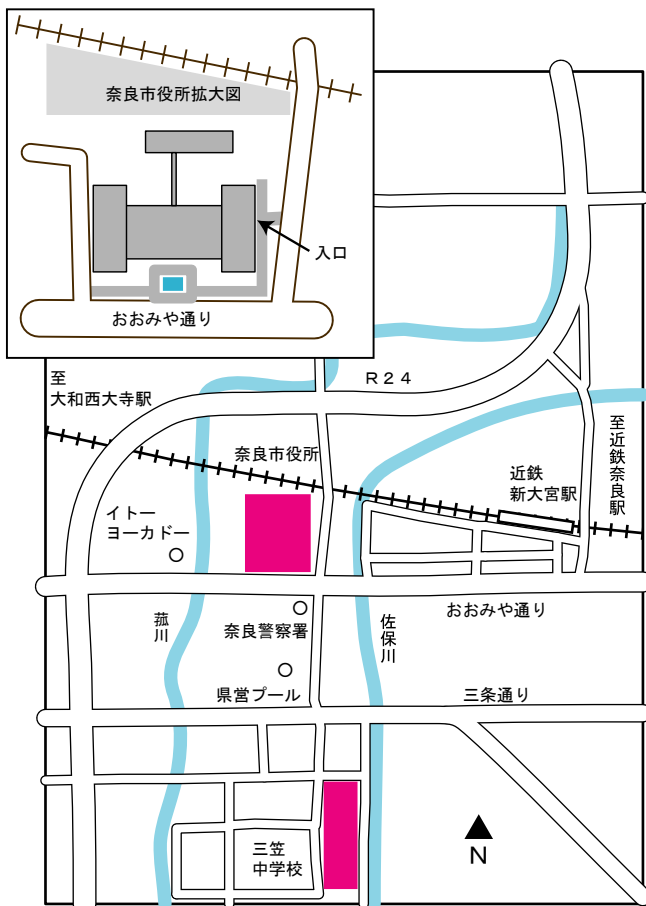 奈良市役所拡大図
入口
おおみや通り
至
大和西大寺駅
R24
奈良市役所
近鉄
新大宮駅
至近鉄奈良駅
イトー
ヨーカドー
おおみや通り
菰川
奈良警察署
佐保川
県営プール
三条通り
三笠
中学校
N